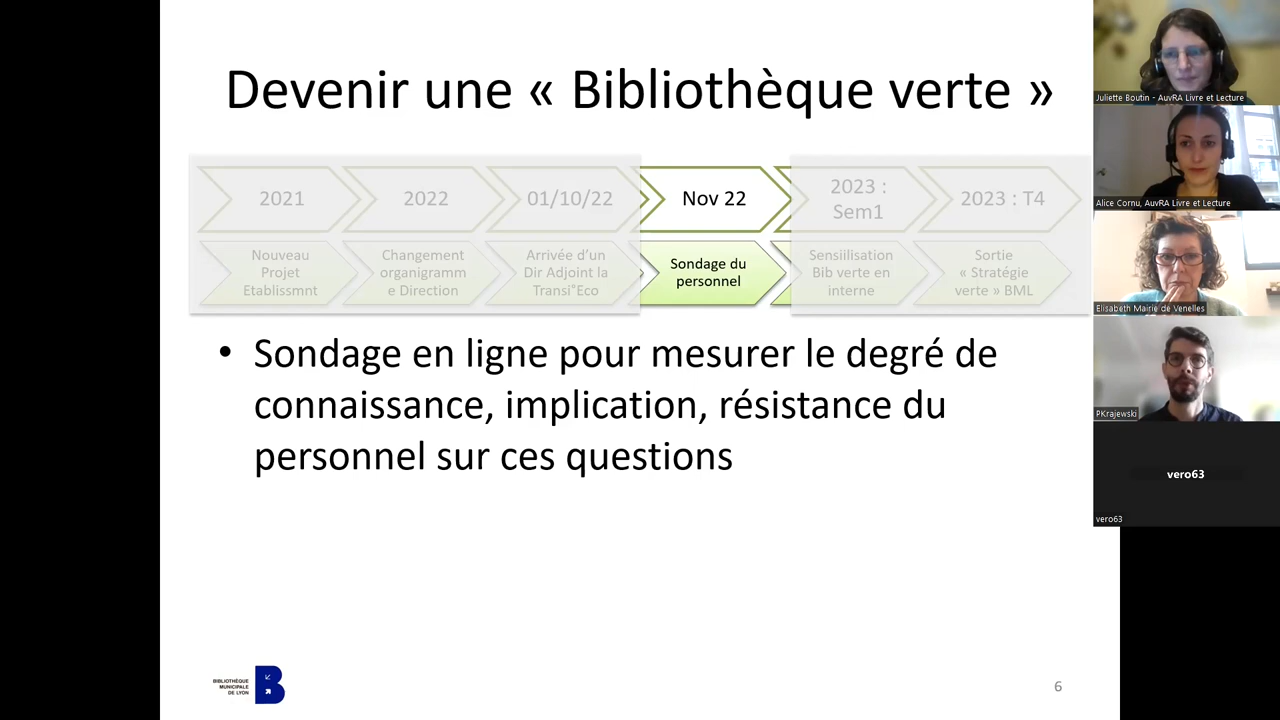 Devenir une « Bibliothèque verte »
2021
2022
01/10/22
Nov 22
2023 :
Sem1
2023 : T4
Nouveau
Projet
Etablissmnt
Changement
organigramm
e Direction
Arrivée d'un
Dir Adjoint la
Transi°Eco
Sondage du
personnel
Sensiilisation
Bib verte en
interne
Sortie
« Stratégie
verte » BML
• Sondage en ligne pour mesurer le degré de
connaissance, implication, résistance du
personnel sur ces questions
BIBLIOTHÈQUE
MUNICIPALE
DE LYON
B
6
Juliette Boutin - AuvRA Livre et Lecture
Alice Cornu, AuvRA Livre et Lecture
Elisabeth Mairie de Venelles
PKrajewski
vero63
vero63